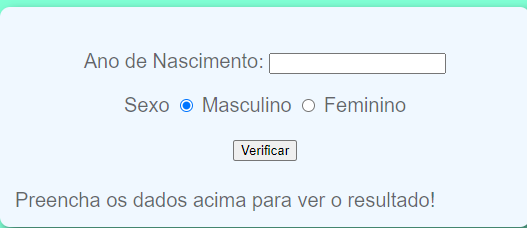 Ano de Nascimento:
Sexo Masculino Feminino
Verificar
Preencha os dados acima para ver o resultado!